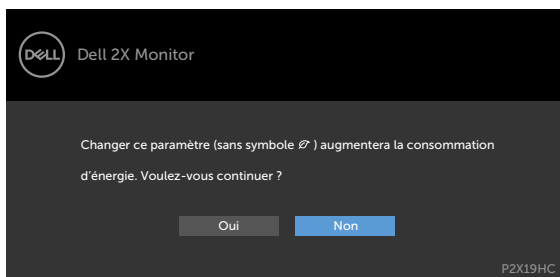 DELL
Dell 2X Monitor
Changer ce paramètre (sans symbole ) augmentera la consommation
d’énergie. Voulez-vous continuer ?
Oui
Non
P2X19HC